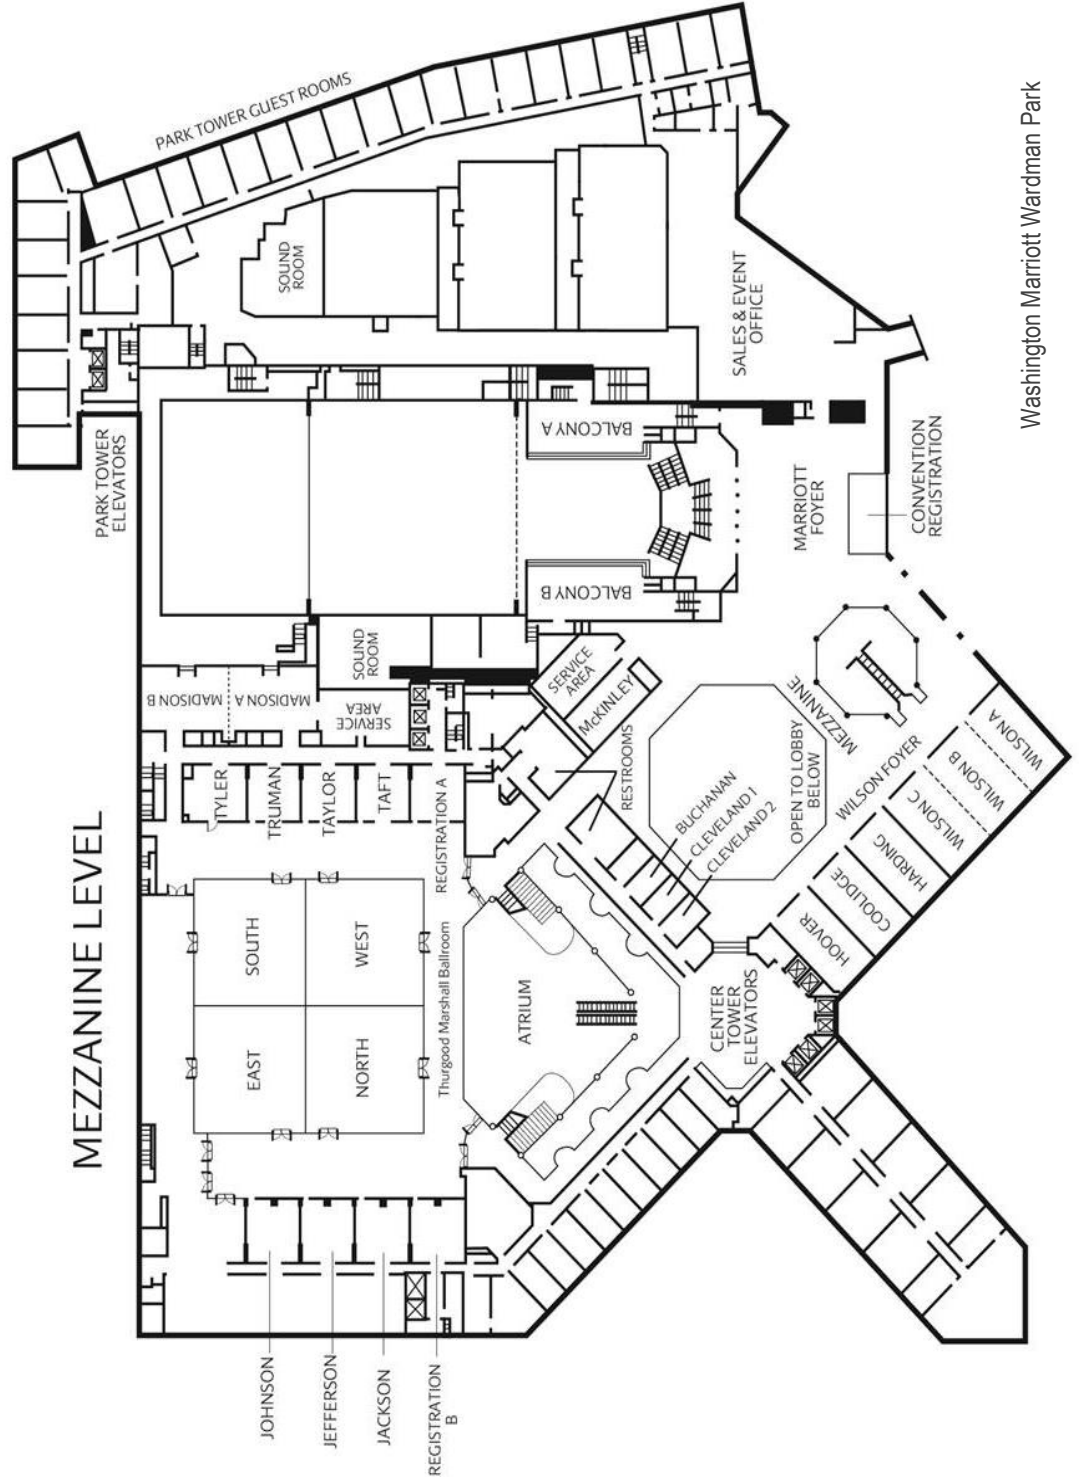 MEZZANINE LEVEL
Washington Marriott Wardman Park
PARK TOWER GUEST ROOMS
PARK TOWER
ELEVATORS
SOUND
ROOM
SALES & EVENT
OFFICE
BALCONY A
BALCONY B
MARRIOTT
FOYER
CONVENTION
REGISTRATION
MADISON B
MADISON A
SOUND
ROOM
SERVICE
AREA
SERVICE
AREA
McKINLEY
RESTROOMS
MEZZANINE
OPEN TO LOBBY
BELOW
WILSON FOYER
WILSON A
WILSON B
WILSON C
HARDING
COOLIDGE
HOOVER
BUCHANAN
CLEVELAND 1
CLEVELAND 2
TYLER
TRUMAN
TAYLOR
TAFT
REGISTRATION A
SOUTH
WEST
EAST
NORTH
Thurgood Marshall Ballroom
ATRIUM
CENTER
TOWER
ELEVATORS
JOHNSON
JEFFERSON
JACKSON
REGISTRATION
B